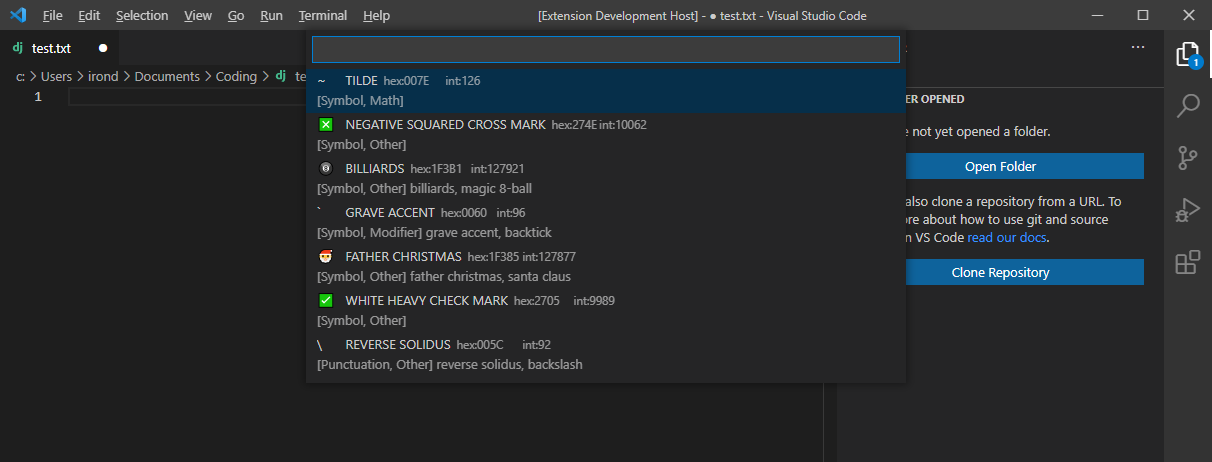 File Edit Selection View Go Run Terminal Help [Extension Development Host] - ● test.txt - Visual Studio Code
dj test.txt ●
c: > Users > irond > Documents > Coding > dj te
1
~ TILDE hex:007E int:126
[Symbol, Math]
❎ NEGATIVE SQUARED CROSS MARK hex:274E int:10062
[Symbol, Other]
🎱 BILLIARDS hex:1F3B1 int:127921
[Symbol, Other] billiards, magic 8-ball
` GRAVE ACCENT hex:0060 int:96
[Symbol, Modifier] grave accent, backtick
🎅 FATHER CHRISTMAS hex:1F385 int:127877
[Symbol, Other] father christmas, santa claus
✅ WHITE HEAVY CHECK MARK hex:2705 int:9989
[Symbol, Other]
\ REVERSE SOLIDUS hex:005C int:92
[Punctuation, Other] reverse solidus, backslash
···
ER OPENED
e not yet opened a folder.
Open Folder
also clone a repository from a URL. To
ore about how to use git and source
n VS Code read our docs.
Clone Repository
1